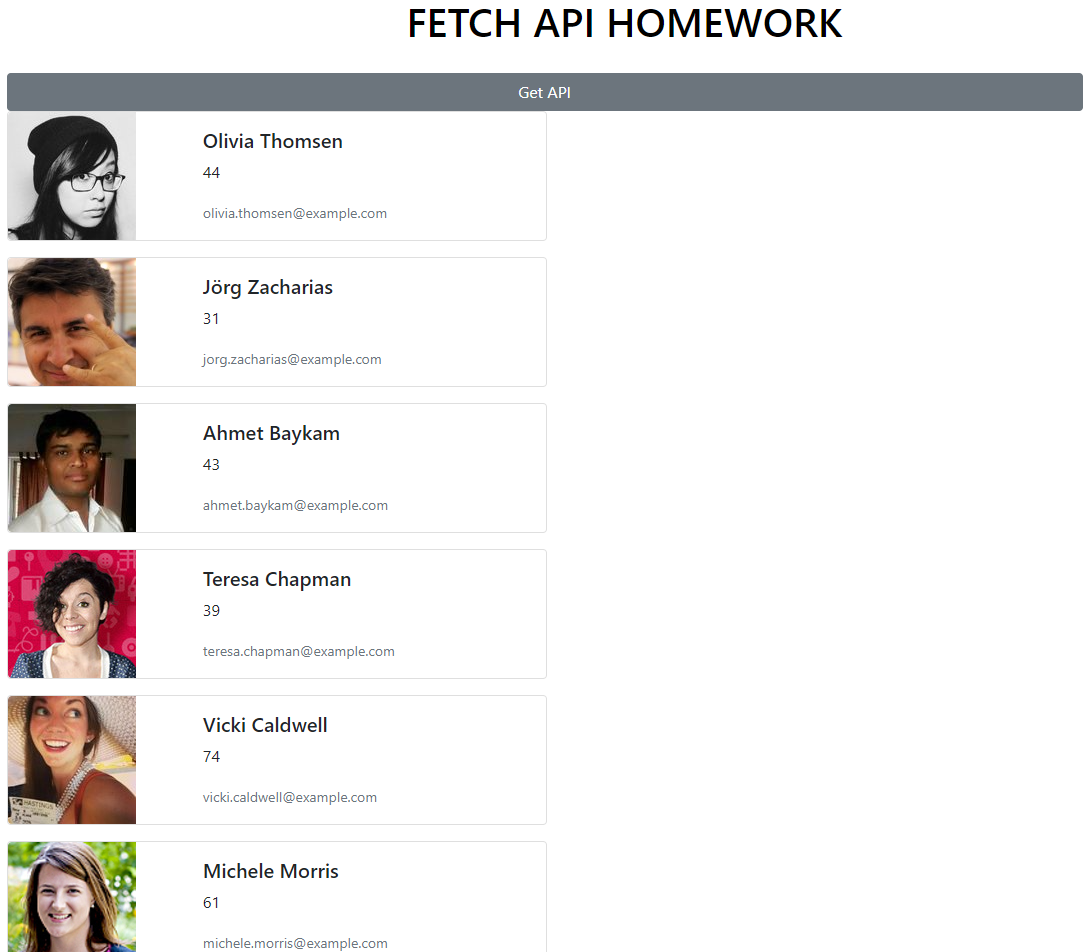 FETCH API HOMEWORK
Get API
Olivia Thomsen
44
olivia.thomsen@example.com
Jörg Zacharias
31
jorg.zacharias@example.com
Ahmet Baykam
43
ahmet.baykam@example.com
Teresa Chapman
39
teresa.chapman@example.com
Vicki Caldwell
74
vicki.caldwell@example.com
HASTINGS
Michele Morris
61
michele.morris@example.com